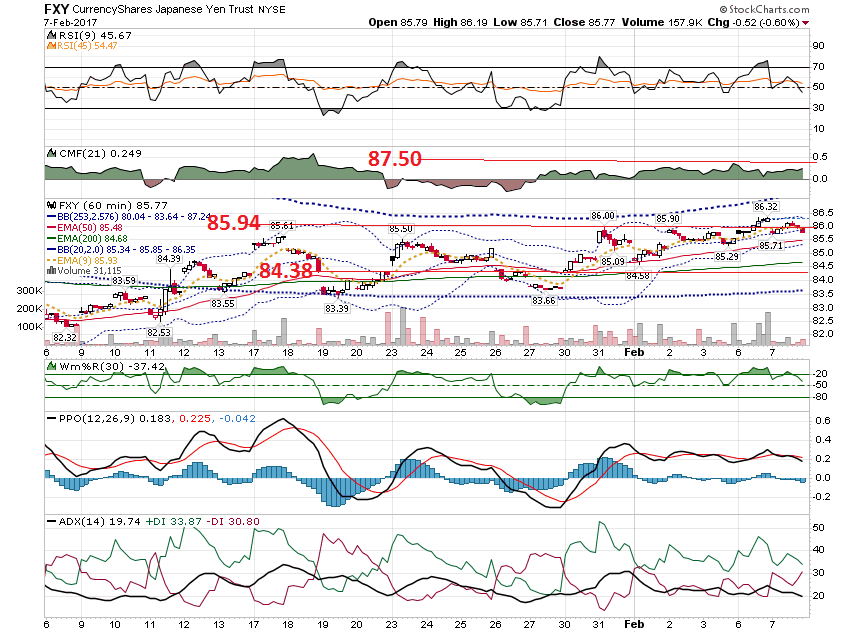 FXY CurrencyShares Japanese Yen Trust NYSE © StockCharts.com
7-Feb-2017 Open 85.79 High 86.19 Low 85.71 Close 85.77 Volume 157.9K Chg -0.52 (-0.60%)
RSI(9) 45.67
RSI(45) 54.47
90
70
50
30
10
CMF(21) 0.249
87.50
0.5
0.0
FXY (60 min) 85.77
BB(253,2.576) 80.04 - 83.64 - 87.24
EMA(50) 85.48
EMA(200) 84.68
BB(20,2.0) 85.34 - 85.85 - 86.35
EMA(9) 85.93
Volume 31,115
85.94
84.38
82.32
83.59
82.53
84.39
83.55
85.61
83.39
85.50
83.66
86.00
85.09
84.58
85.90
85.29
86.32
85.71
86.5
86.0
85.5
85.0
84.5
84.0
83.5
83.0
82.5
82.0
300K
200K
100K
6 9 10 11 12 13 17 18 19 20 23 24 25 26 27 30 31 Feb 2 3 6 7
Wm%R(30) -37.42
-20
-50
-80
PPO(12,26,9) 0.183, 0.225, -0.042
0.6
0.4
0.2
0.0
-0.2
ADX(14) 19.74 +DI 33.87 -DI 30.80
50
40
30
20
6 9 10 11 12 13 17 18 19 20 23 24 25 26 27 30 31 Feb 2 3 6 7